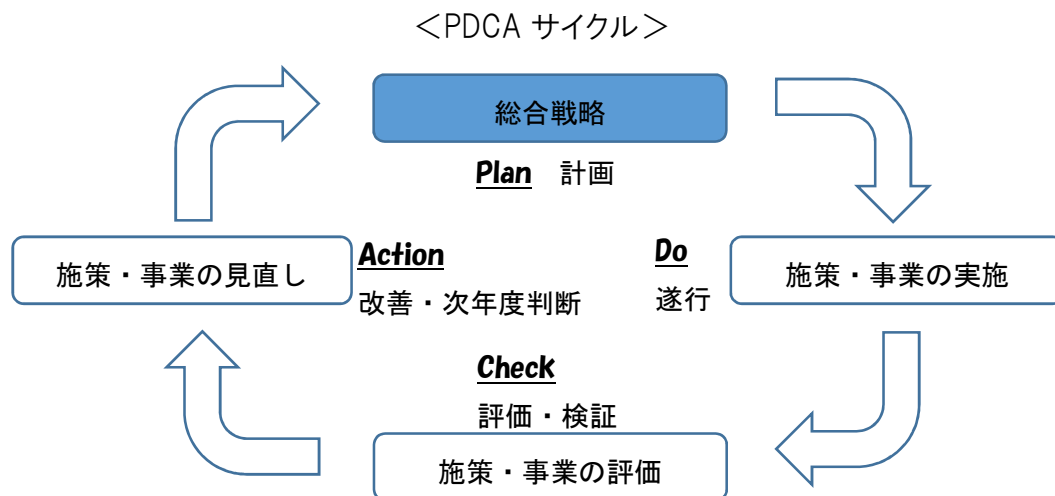 ＜PDCA サイクル＞
総合戦略
Plan　計画
施策・事業の見直し
Action
改善・次年度判断
Do
遂行
施策・事業の実施
Check
評価・検証
施策・事業の評価